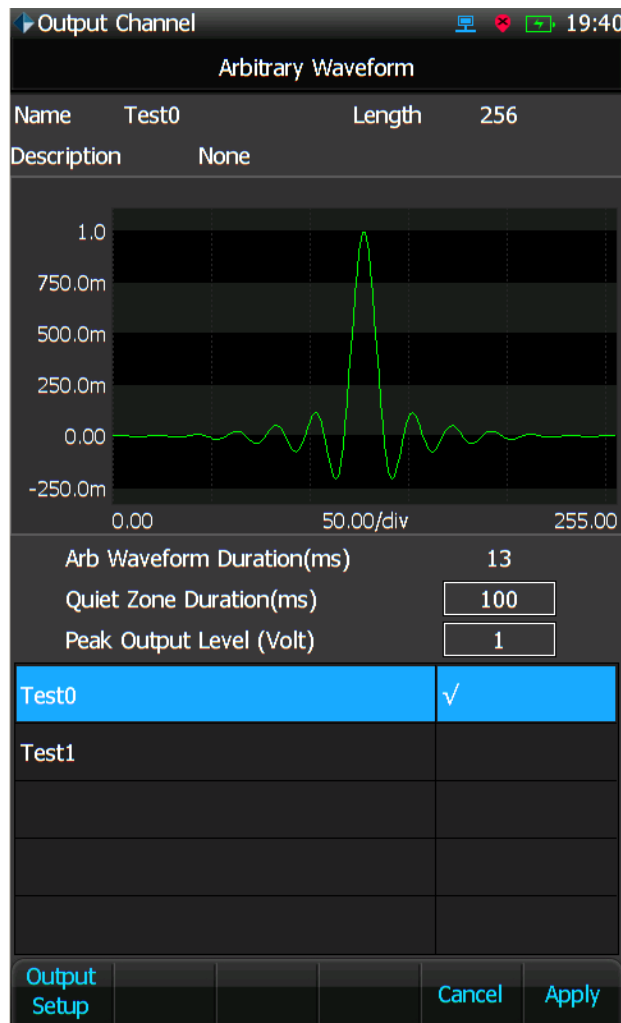 Output Channel 19:40
Arbitrary Waveform
Name Test0 Length 256
Description None
1.0
750.0m
500.0m
250.0m
0.00
-250.0m
0.00 50.00/div 255.00
Arb Waveform Duration(ms) 13
Quiet Zone Duration(ms) 100
Peak Output Level (Volt) 1
Test0 √
Test1
Output Setup Cancel Apply